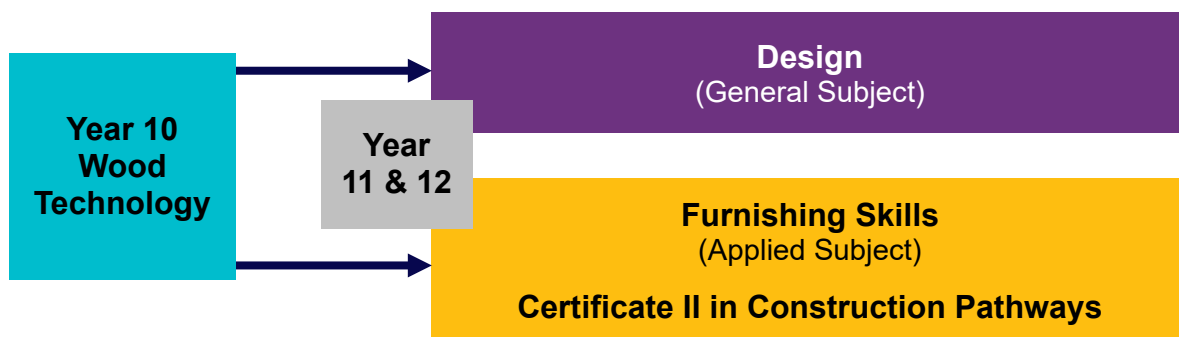 Year 10
Wood
Technology
Year
11 & 12
Design
(General Subject)
Furnishing Skills
(Applied Subject)
Certificate II in Construction Pathways